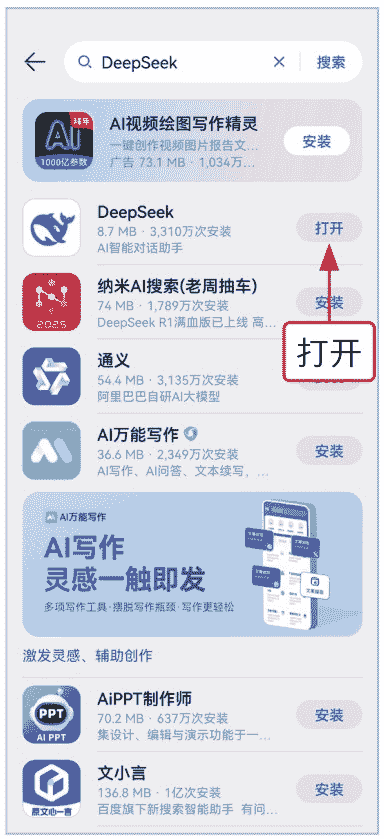 DeepSeek
搜索
AI视频绘图写作精灵
一键创作视频图片报告文...
广告 73.1 MB · 1,034万...
安装
AI
1000亿参数
DeepSeek
8.7 MB · 3,310万次安装
AI智能对话助手
打开
纳米AI搜索(老周抽车)
74 MB · 1,789万次安装
DeepSeek R1满血版已上线 高...
安装
2025
打开
通义
54.4 MB · 3,135万次安装
阿里巴巴自研AI大模型
AI万能写作
36.6 MB · 2,349万次安装
AI写作、AI问答、文本续写，...
安装
AI万能写作
AI写作
灵感一触即发
多项写作工具·摆脱写作瓶颈·写作更轻松
激发灵感、辅助创作
AiPPT制作师
70.2 MB · 637万次安装
集设计、编辑与演示功能于一...
安装
PPT
AI PPT
文小言
136.8 MB · 1亿次安装
百度旗下新搜索智能助手 有问...
安装
原文心一言